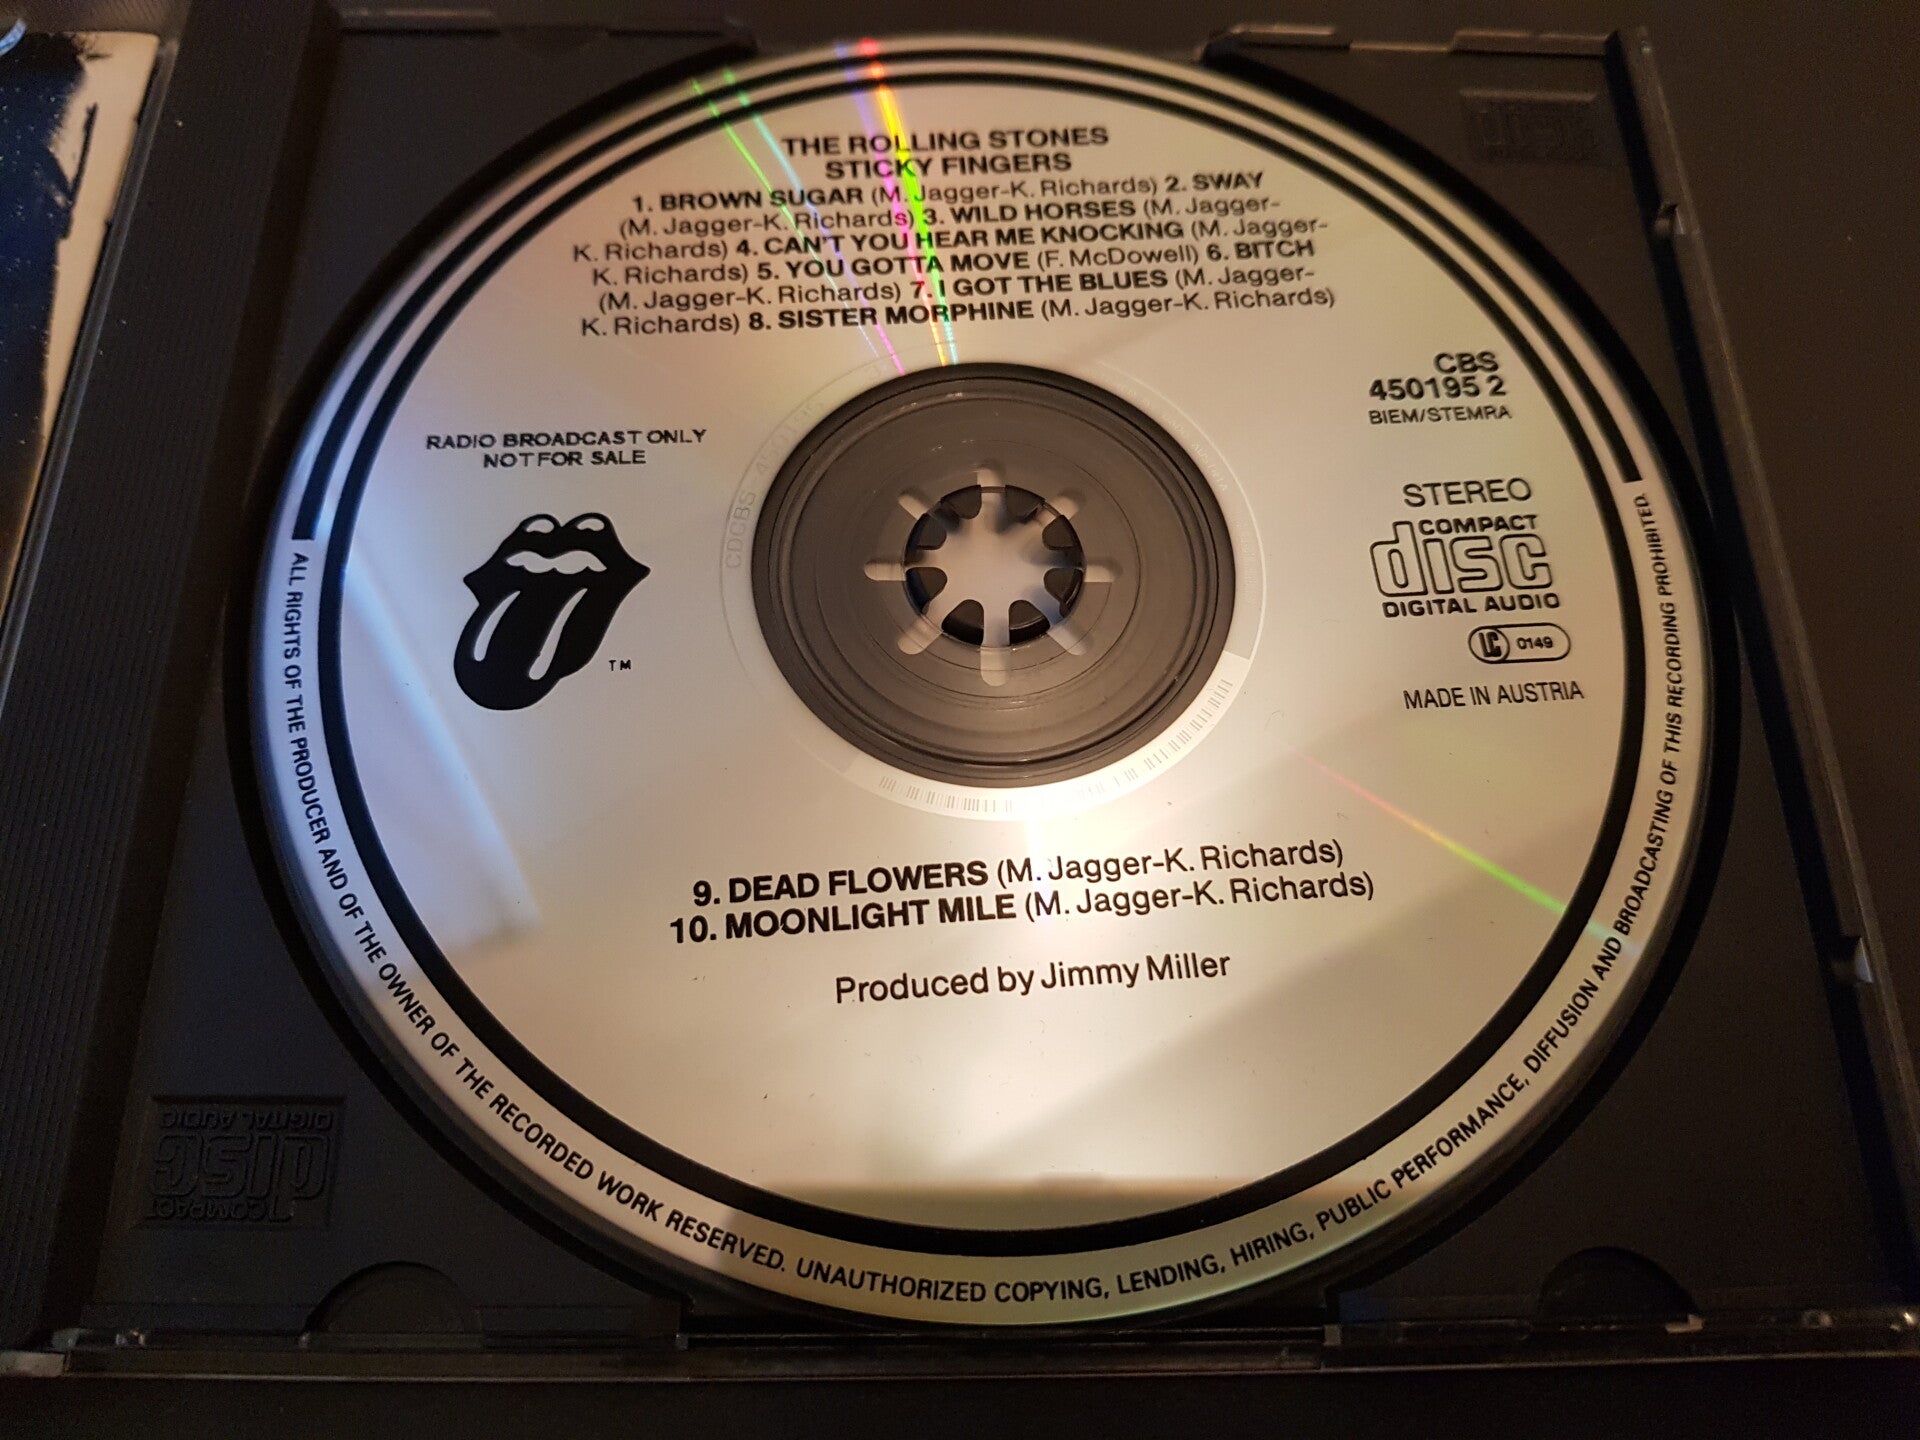 THE ROLLING STONES
STICKY FINGERS
1. BROWN SUGAR (M. Jagger-K. Richards) 2. SWAY
(M. Jagger-K. Richards) 3. WILD HORSES (M. Jagger-
K. Richards) 4. CAN'T YOU HEAR ME KNOCKING (M. Jagger-
K. Richards) 5. YOU GOTTA MOVE (F. McDowell) 6. BITCH
(M. Jagger-K. Richards) 7. I GOT THE BLUES (M. Jagger-
K. Richards) 8. SISTER MORPHINE (M. Jagger-K. Richards)
CBS
450195 2
BIEM/STEMRA
RADIO BROADCAST ONLY
NOT FOR SALE
TM
STEREO
COMPACT
disc
DIGITAL AUDIO
LC 0149
MADE IN AUSTRIA
9. DEAD FLOWERS (M. Jagger-K. Richards)
10. MOONLIGHT MILE (M. Jagger-K. Richards)
Produced by Jimmy Miller
ALL RIGHTS OF THE PRODUCER AND OF THE OWNER OF THE RECORDED WORK RESERVED. UNAUTHORIZED COPYING, LENDING, HIRING, PUBLIC PERFORMANCE, DIFFUSION AND BROADCASTING OF THIS RECORDING PROHIBITED.
COMPACT
disc
DIGITAL AUDIO